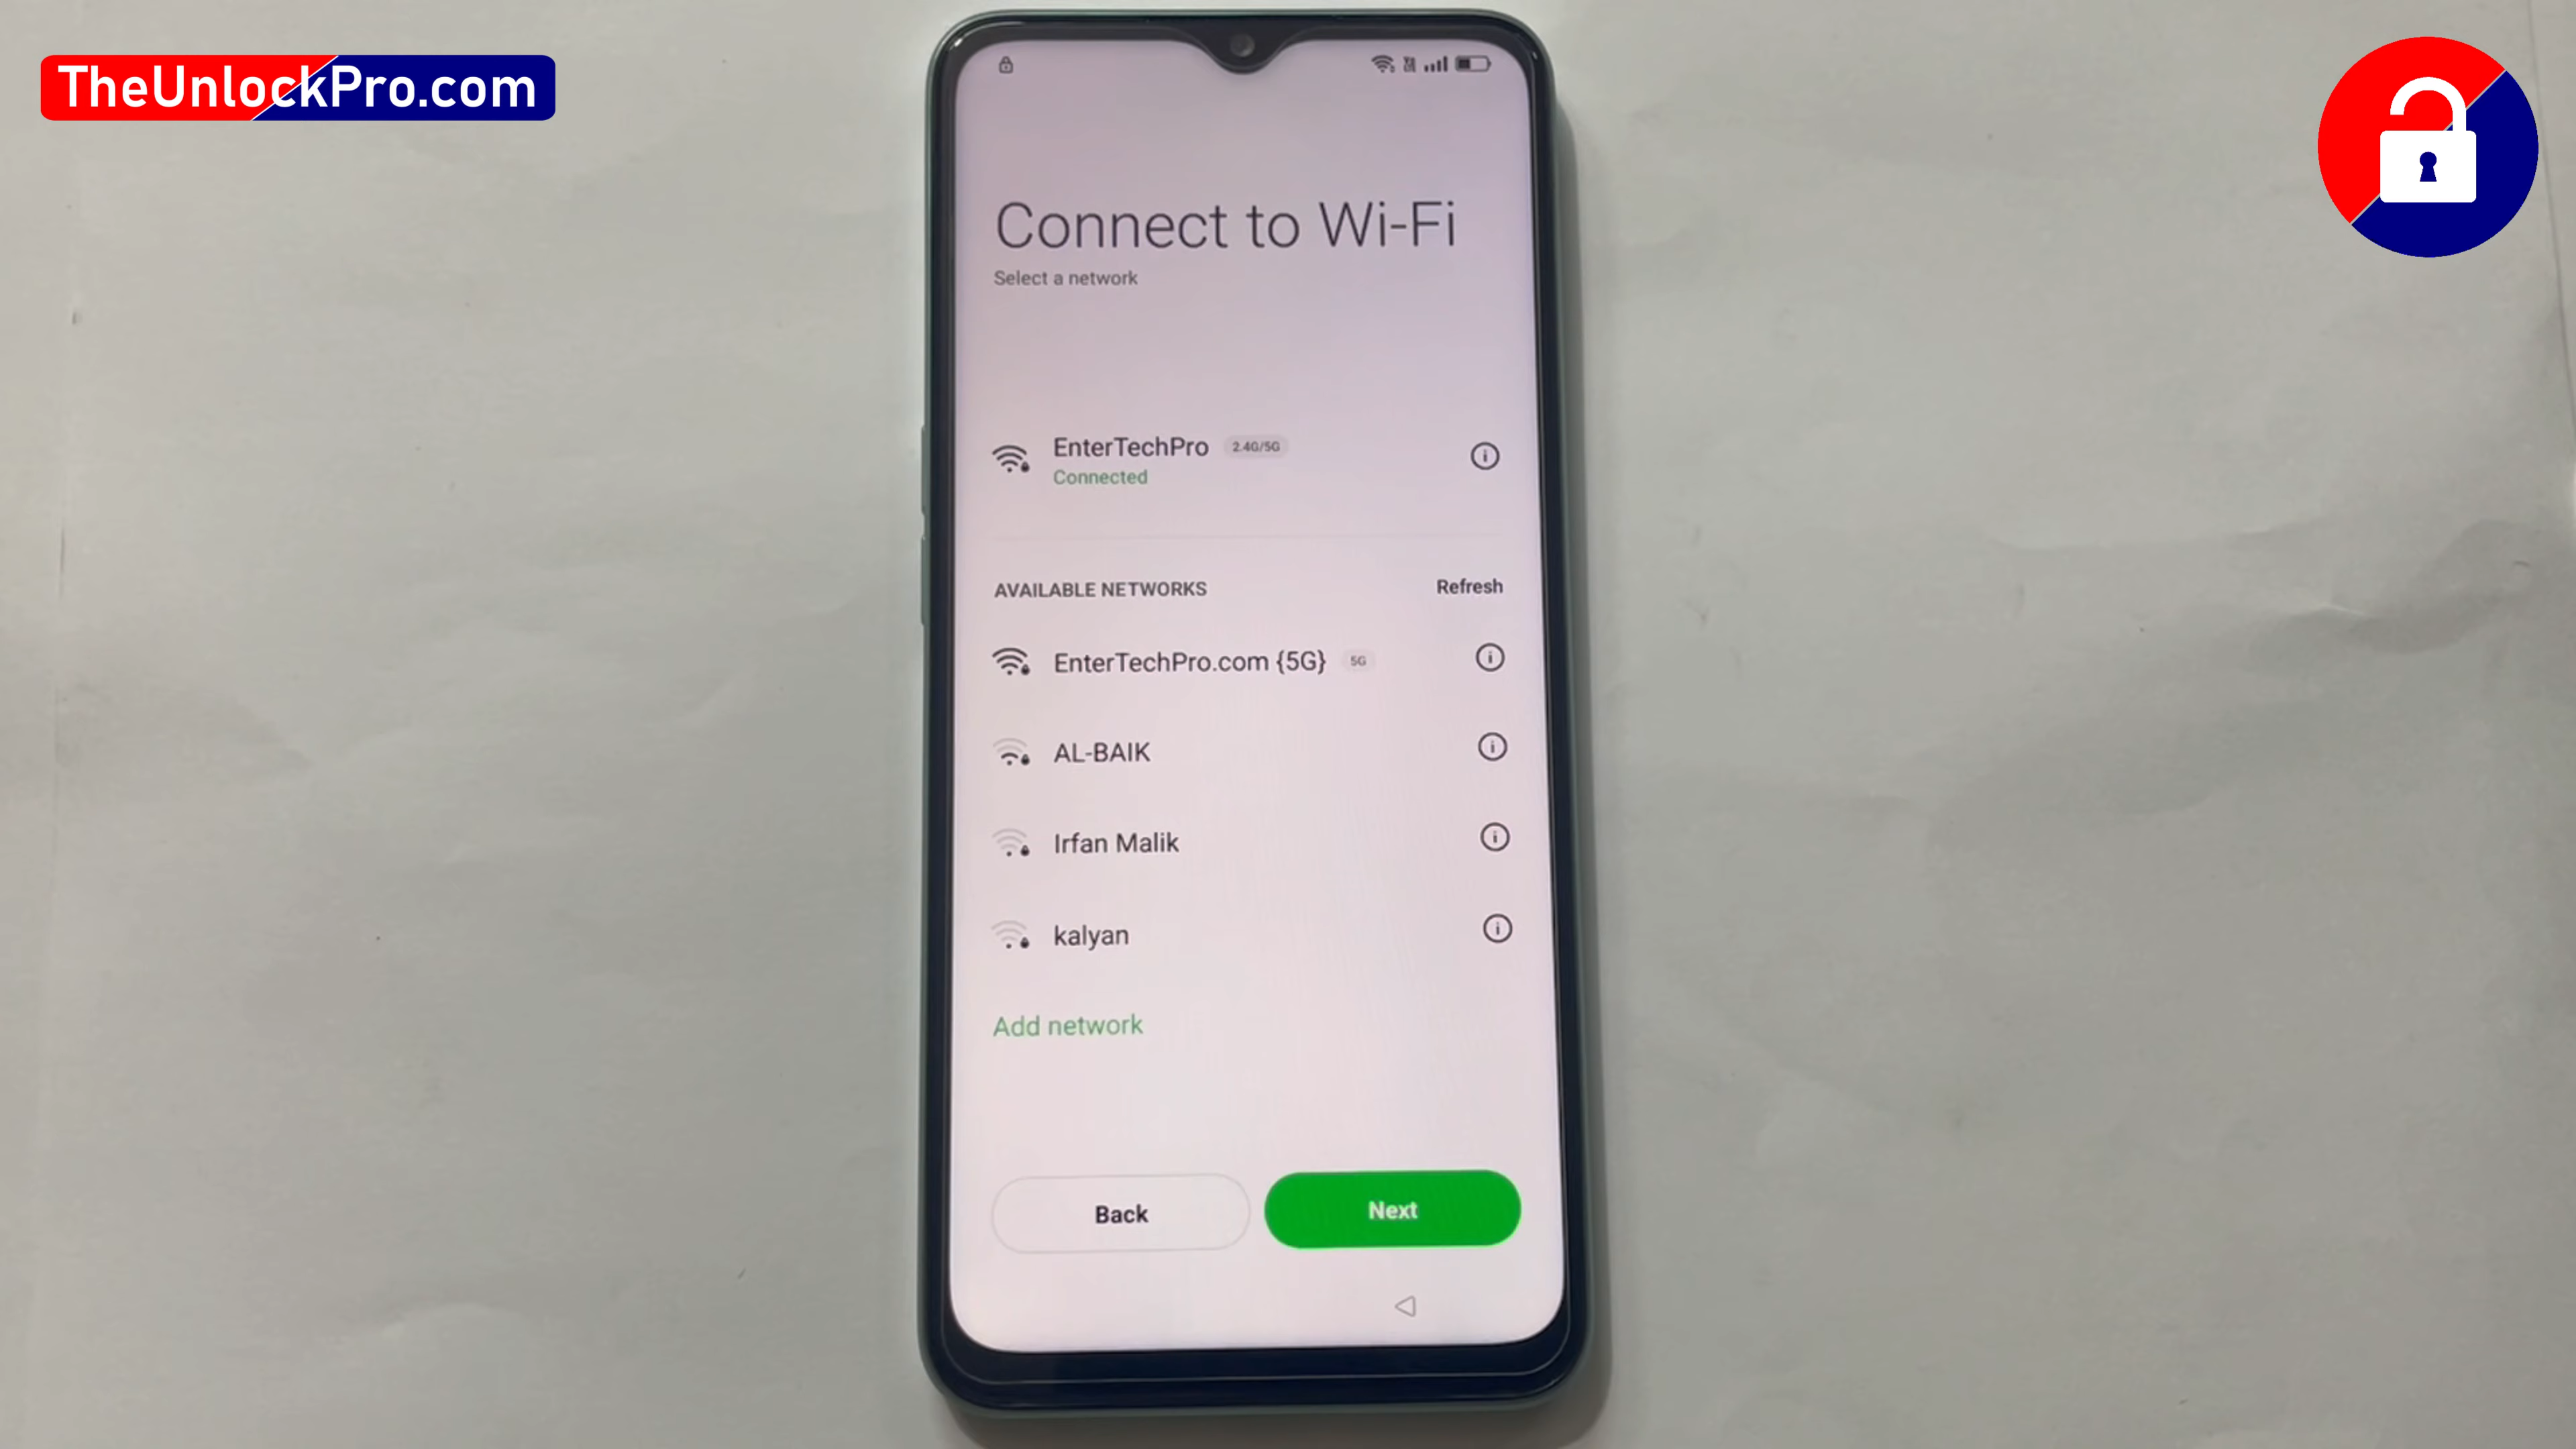 TheUnlockPro.com
Connect to Wi-Fi
Select a network
EnterTechPro 2.4G/5G
Connected
AVAILABLE NETWORKS Refresh
EnterTechPro.com {5G} 5G
AL-BAIK
Irfan Malik
kalyan
Add network
Back Next